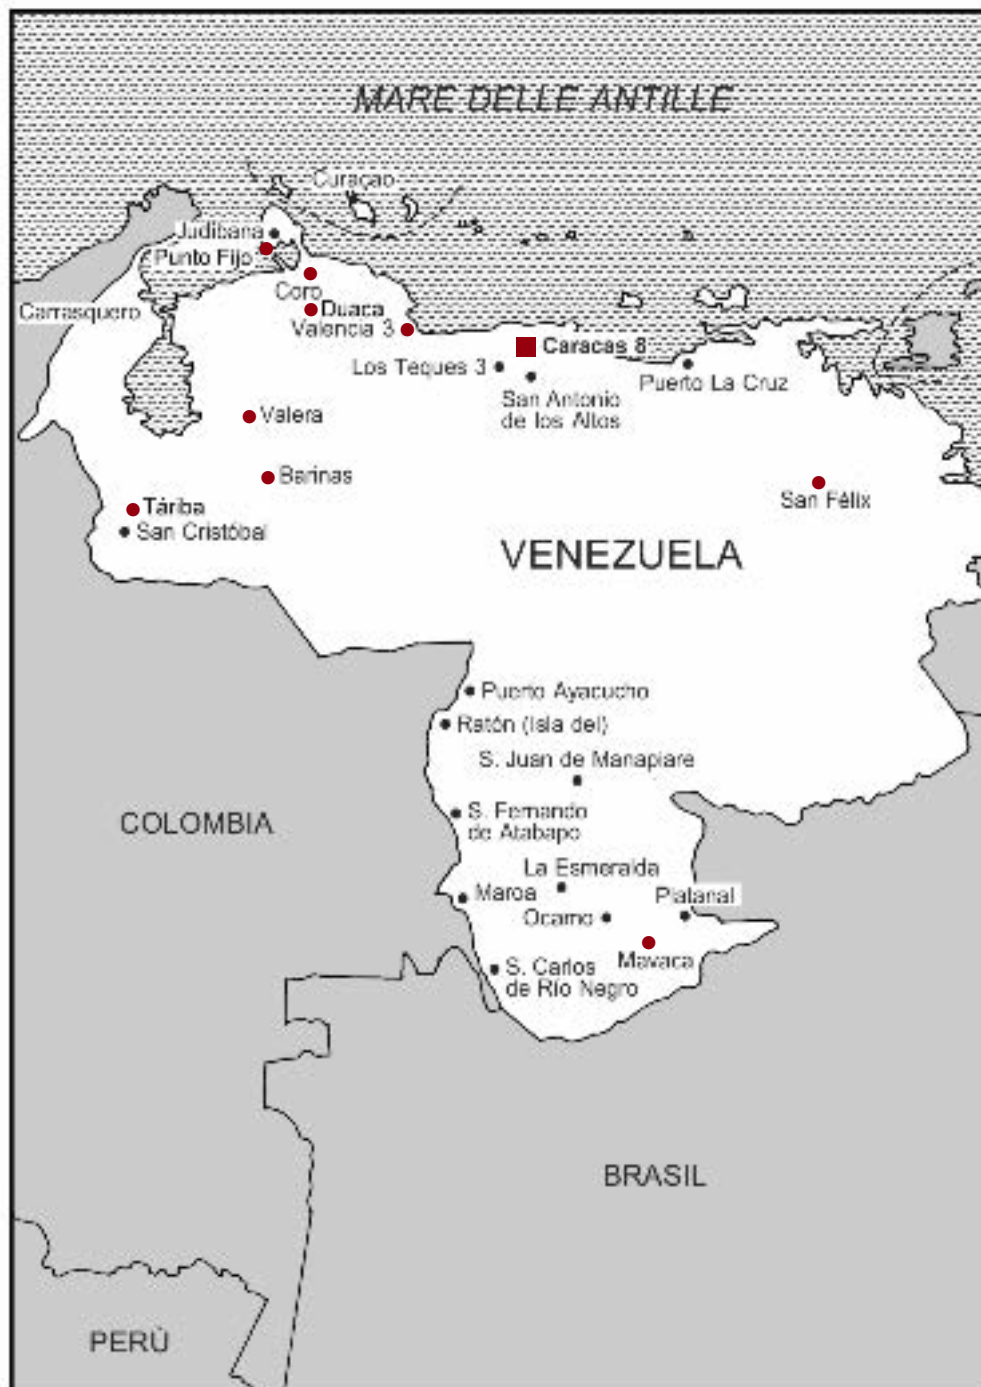 MARE DELLE ANTILLE
Curaçao
Judibana
Punto Fijo
Coro
Carrasquero
Duaca
Valencia 3
Caracas 8
Los Teques 3
San Antonio
de los Altos
Puerto La Cruz
Valera
Barinas
San Félix
Táriba
San Cristóbal
VENEZUELA
Puerto Ayacucho
Ratón (Isla del)
S. Juan de Manapiare
COLOMBIA
S. Fernando
de Atabapo
La Esmeralda
Maroa
Platanal
Ocamo
Mavaca
S. Carlos
de Río Negro
BRASIL
PERÙ